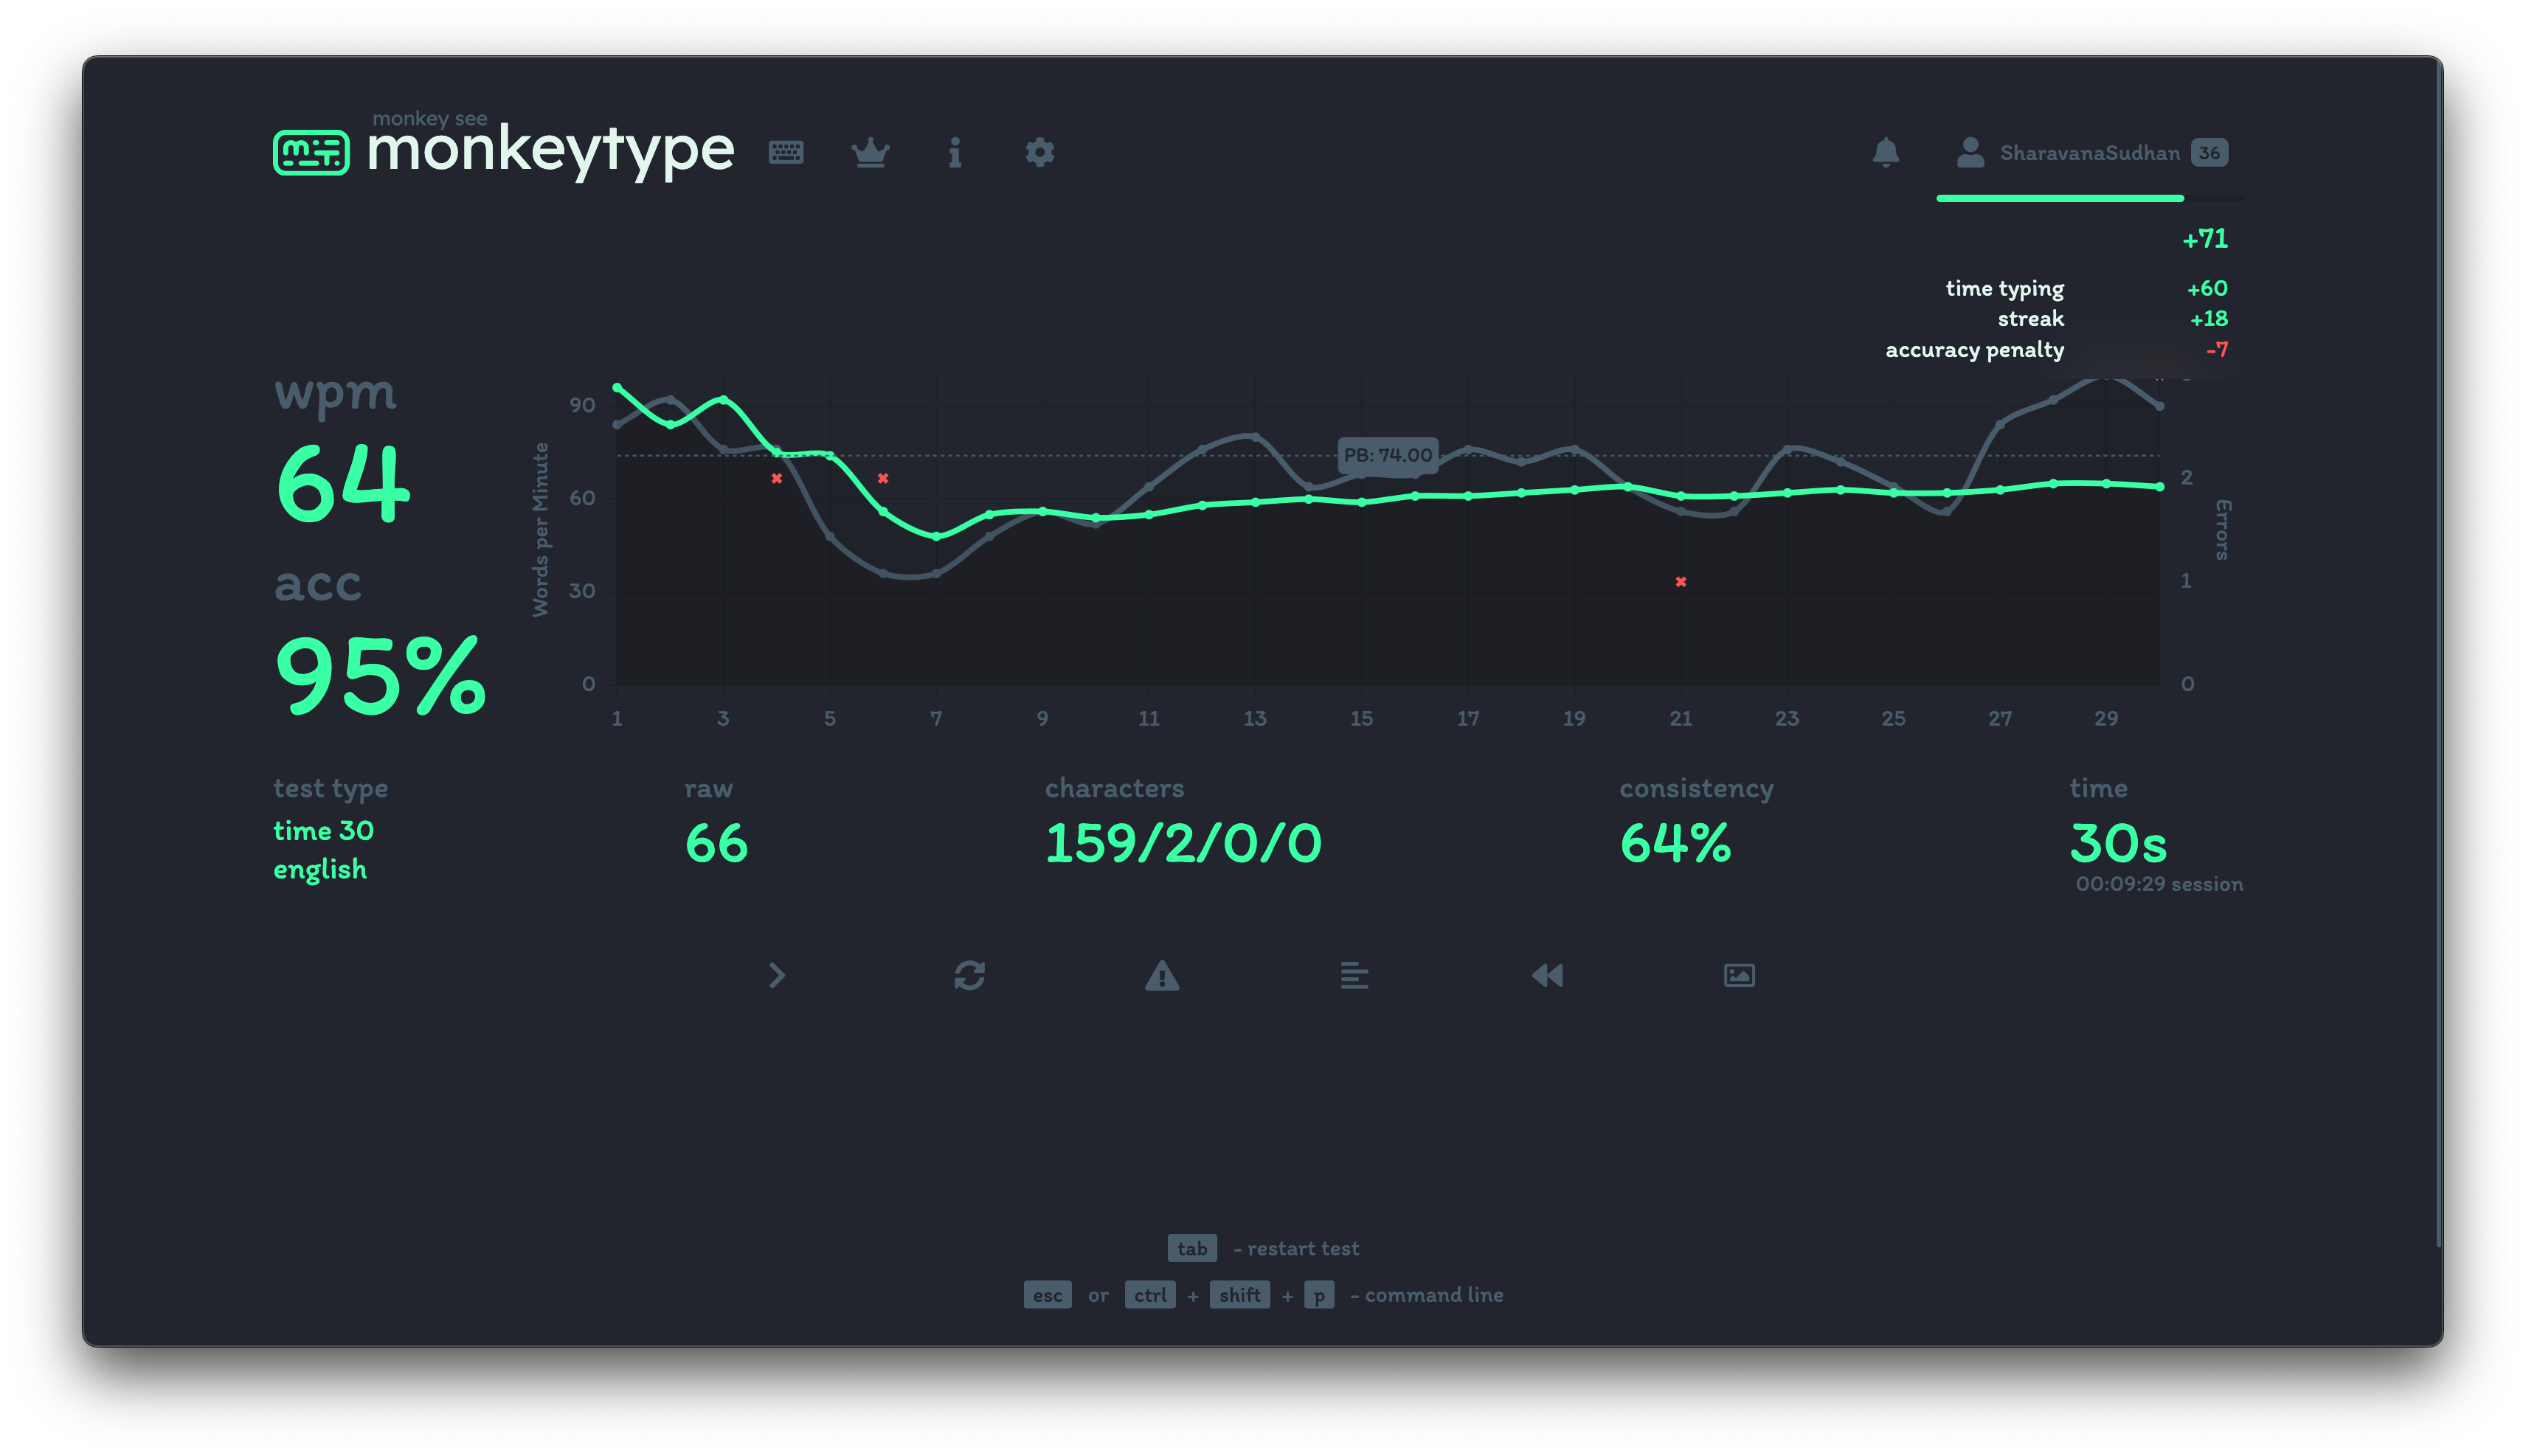 monkey see
monkeytype
SharavanaSudhan 36
+71
time typing +60
streak +18
accuracy penalty -7
wpm
64
acc
95%
Words per Minute
90
60
30
0
PB: 74.00
2
1
0
Errors
1 3 5 7 9 11 13 15 17 19 21 23 25 27 29
test type
time 30
english
raw
66
characters
159/2/0/0
consistency
64%
time
30s
00:09:29 session
tab - restart test
esc or ctrl + shift + p - command line